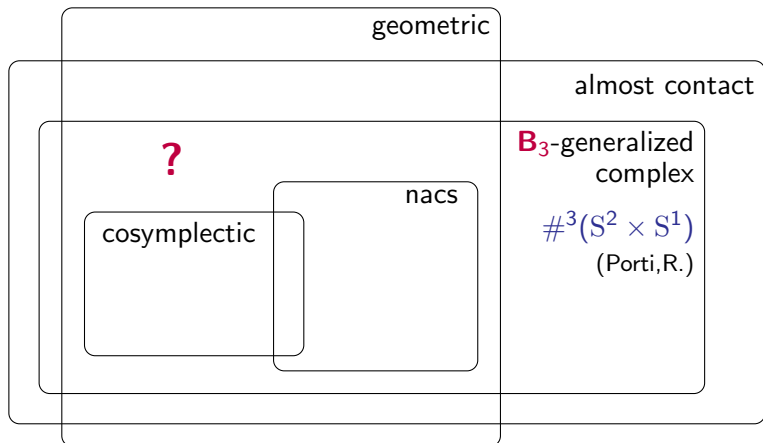 geometric
almost contact
?
B₃-generalized
complex
nacs
cosymplectic
#³(S² × S¹)
(Porti,R.)